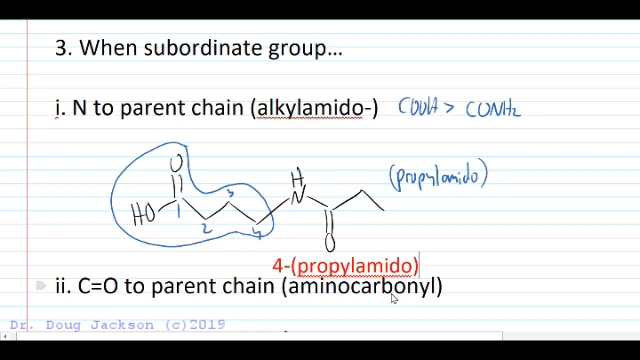 3. When subordinate group...
i. N to parent chain (alkylamido-) COOH > CONH2
O
H
(propylamido)
3
N
HO 1
2 4
O
4-(propylamido)
ii. C=O to parent chain (aminocarbonyl)
Dr. Doug Jackson (c)2019